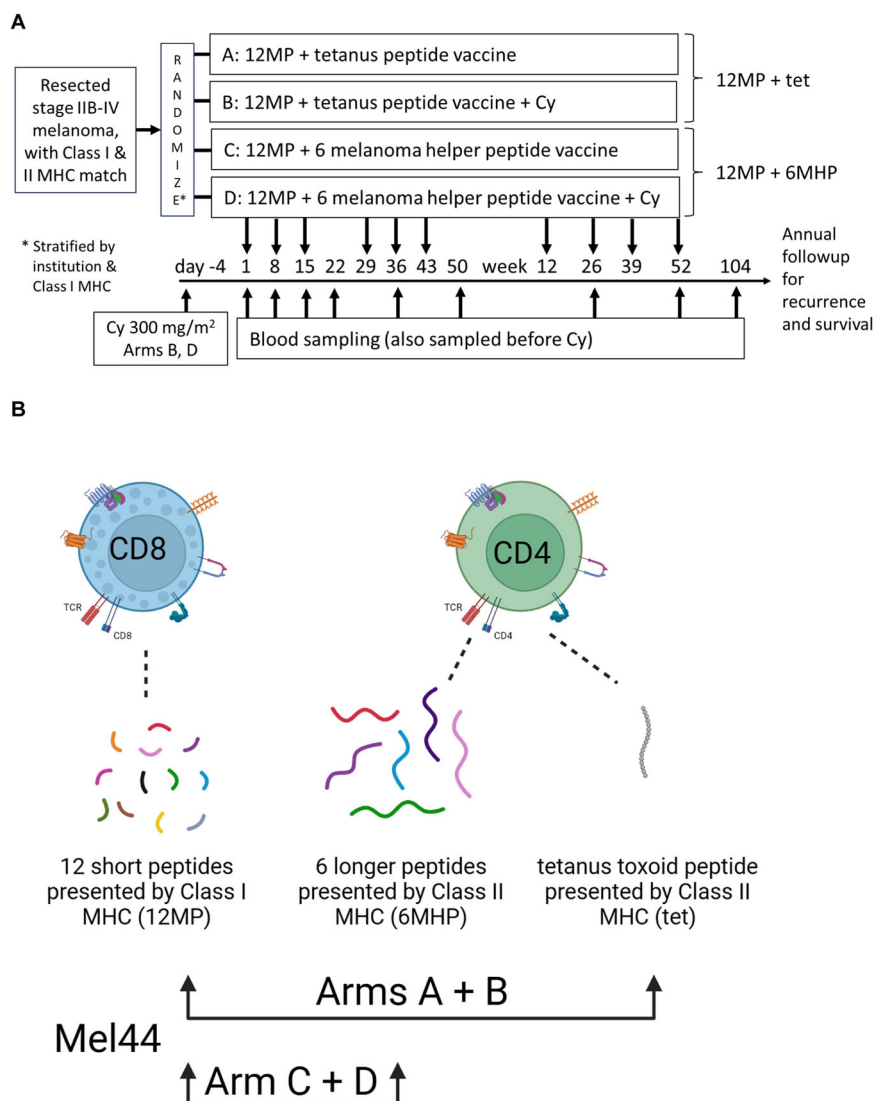 A
Resected
stage IIB-IV
melanoma,
with Class I &
II MHC match
R
A
N
D
O
M
I
Z
E*
A: 12MP + tetanus peptide vaccine
B: 12MP + tetanus peptide vaccine + Cy
C: 12MP + 6 melanoma helper peptide vaccine
D: 12MP + 6 melanoma helper peptide vaccine + Cy
12MP + tet
12MP + 6MHP
* Stratified by
institution &
Class I MHC
day -4 1 8 15 22 29 36 43 50 week 12 26 39 52 104
Annual
followup
for
recurrence
and survival
Cy 300 mg/m²
Arms B, D
Blood sampling (also sampled before Cy)
B
CD8
TCR
CD8
CD4
TCR
CD4
12 short peptides
presented by Class I
MHC (12MP)
6 longer peptides
presented by Class II
MHC (6MHP)
tetanus toxoid peptide
presented by Class II
MHC (tet)
Arms A + B
Mel44
Arm C + D